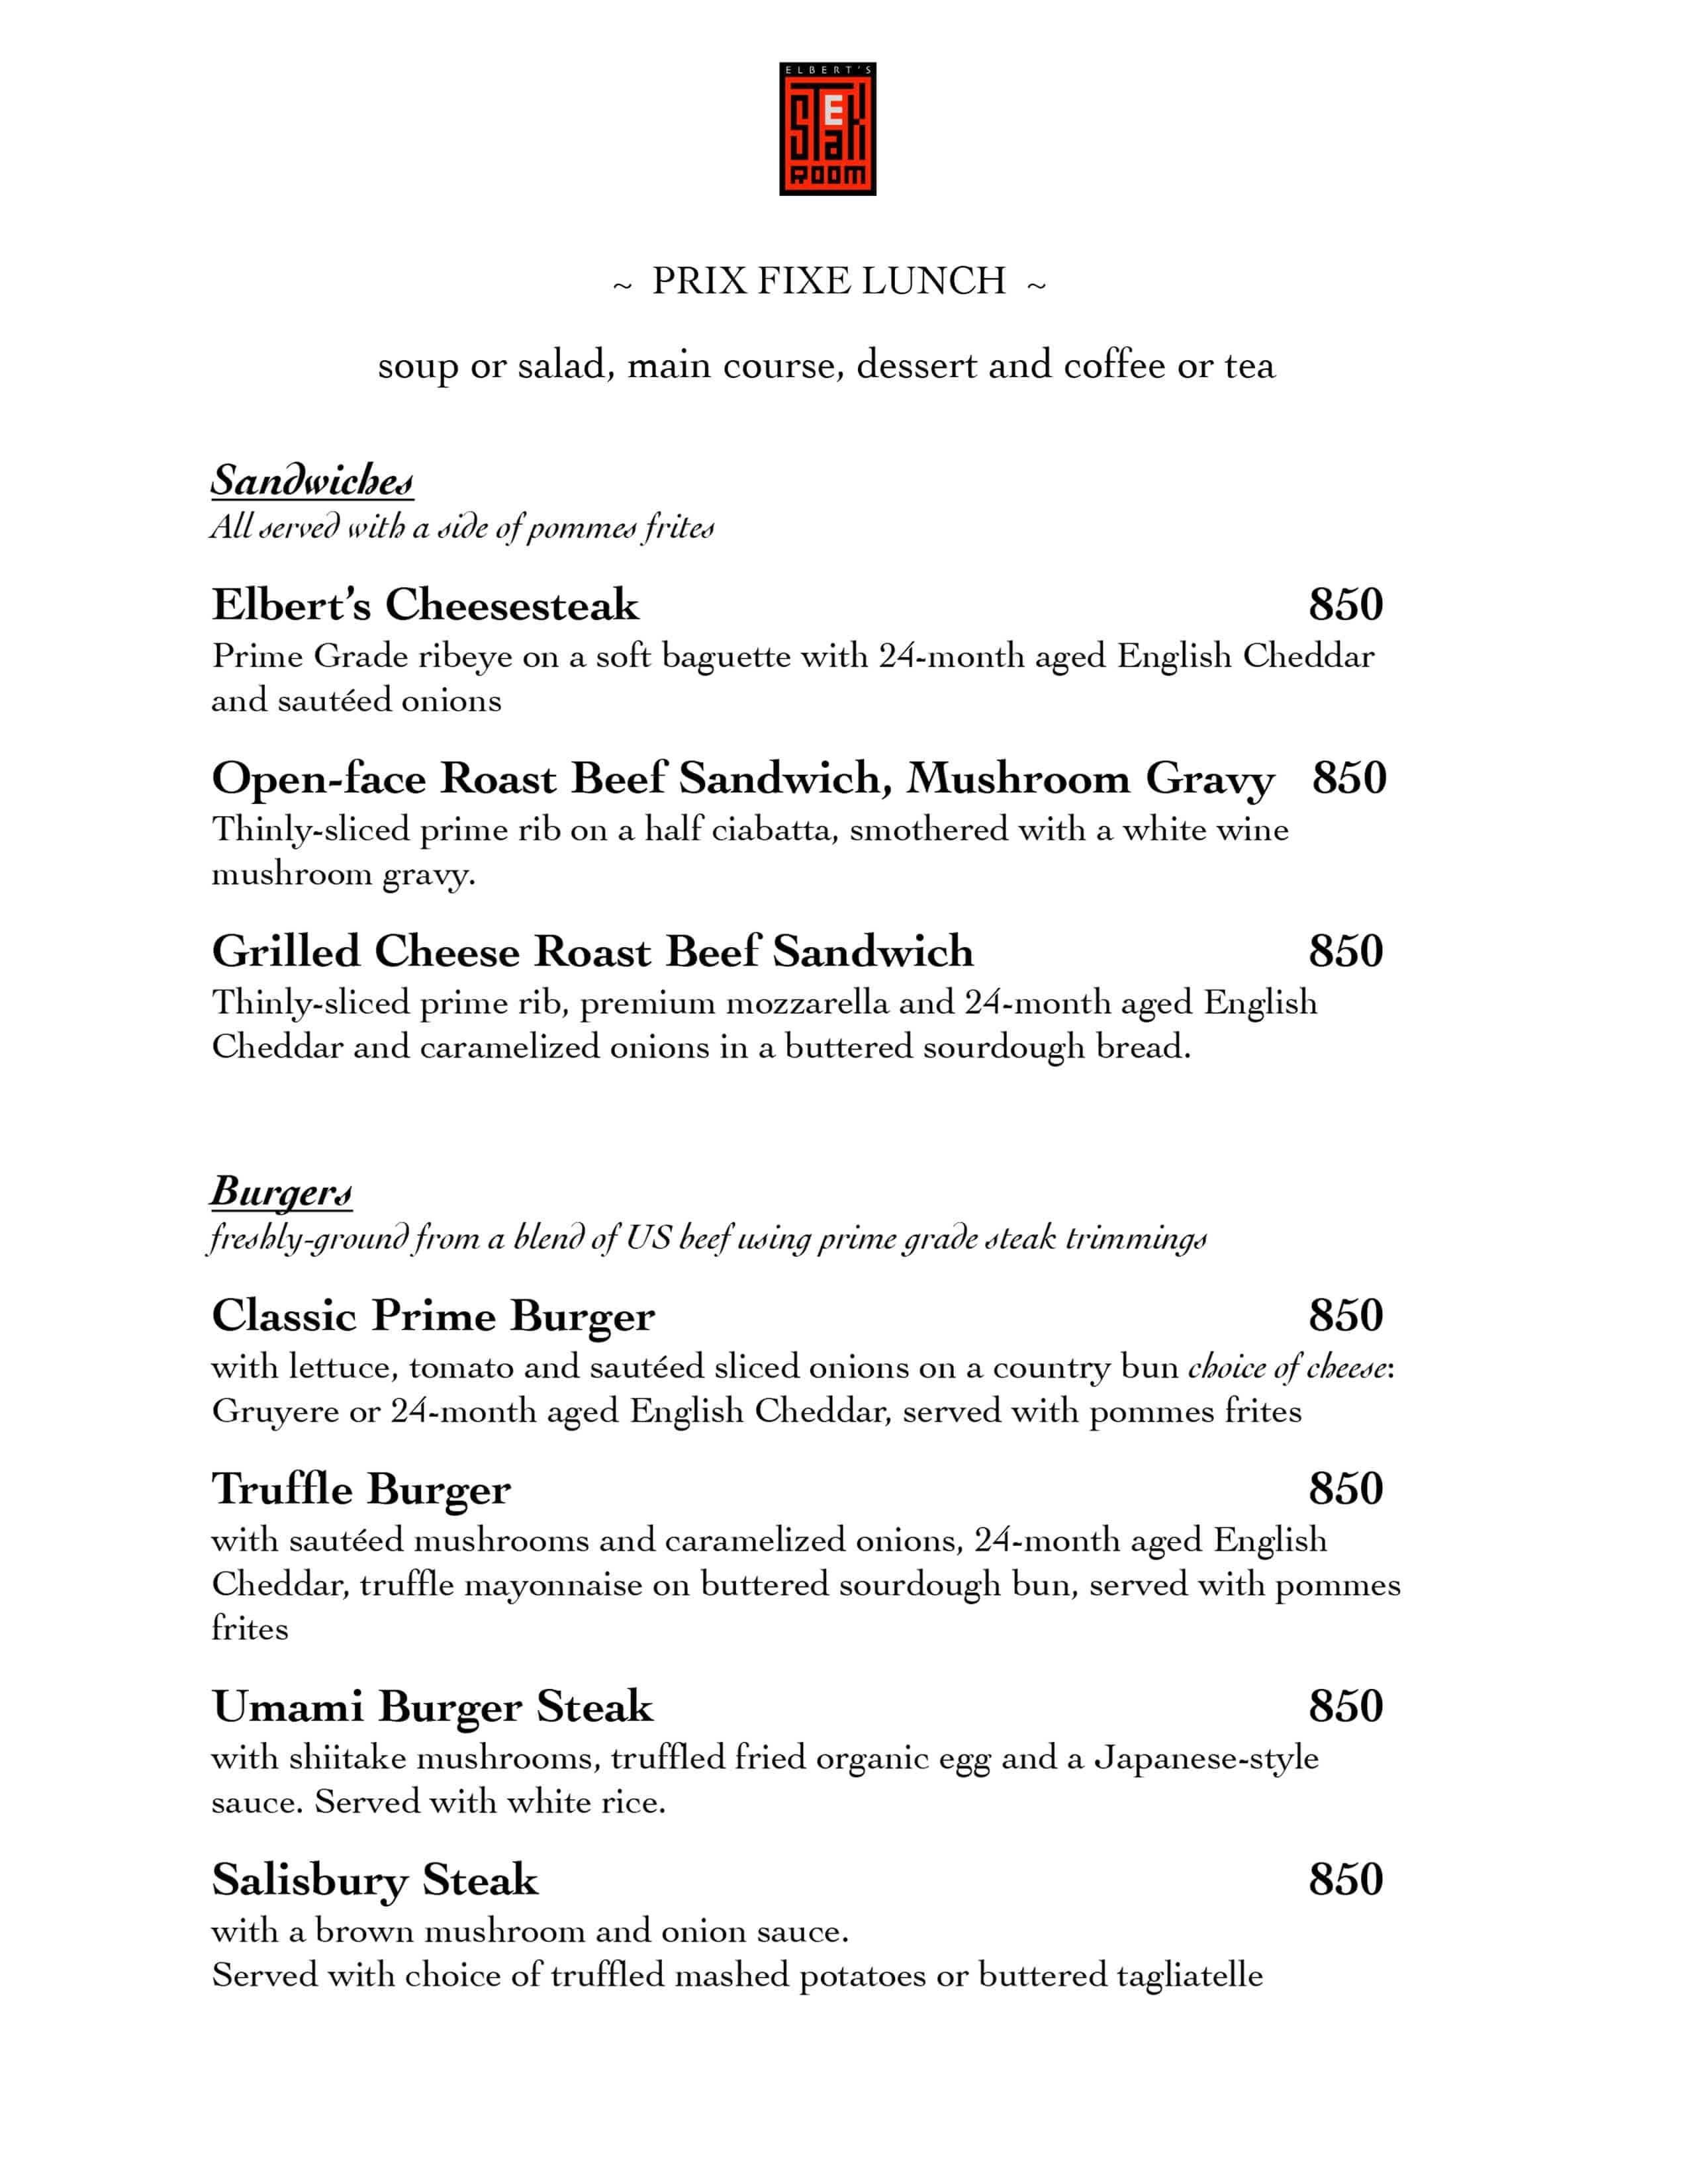 ELBERT'S
STEaK
ROOM
~ PRIX FIXE LUNCH ~
soup or salad, main course, dessert and coffee or tea
Sandwiches
All served with a side of pommes frites
Elbert’s Cheesesteak 850
Prime Grade ribeye on a soft baguette with 24-month aged English Cheddar
and sautéed onions
Open-face Roast Beef Sandwich, Mushroom Gravy 850
Thinly-sliced prime rib on a half ciabatta, smothered with a white wine
mushroom gravy.
Grilled Cheese Roast Beef Sandwich 850
Thinly-sliced prime rib, premium mozzarella and 24-month aged English
Cheddar and caramelized onions in a buttered sourdough bread.
Burgers
freshly-ground from a blend of US beef using prime grade steak trimmings
Classic Prime Burger 850
with lettuce, tomato and sautéed sliced onions on a country bun choice of cheese:
Gruyere or 24-month aged English Cheddar, served with pommes frites
Truffle Burger 850
with sautéed mushrooms and caramelized onions, 24-month aged English
Cheddar, truffle mayonnaise on buttered sourdough bun, served with pommes
frites
Umami Burger Steak 850
with shiitake mushrooms, truffled fried organic egg and a Japanese-style
sauce. Served with white rice.
Salisbury Steak 850
with a brown mushroom and onion sauce.
Served with choice of truffled mashed potatoes or buttered tagliatelle